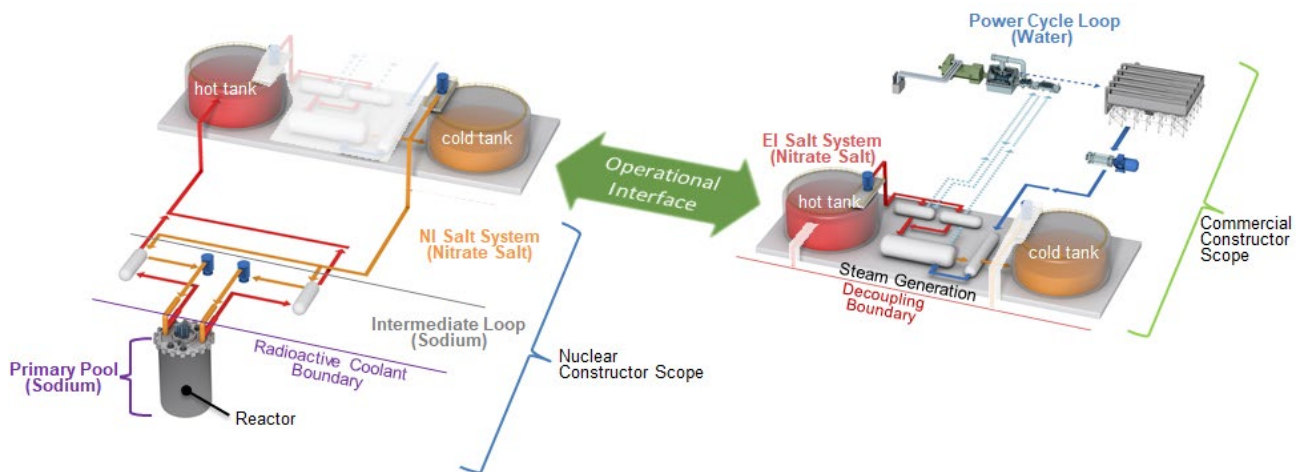 hot tank
cold tank
NI Salt System
(Nitrate Salt)
Intermediate Loop
(Sodium)
Radioactive Coolant
Boundary
Primary Pool
(Sodium)
Reactor
Nuclear
Constructor Scope
Operational
Interface
Power Cycle Loop
(Water)
EI Salt System
(Nitrate Salt)
hot tank
cold tank
Steam Generation
Decoupling
Boundary
Commercial
Constructor
Scope